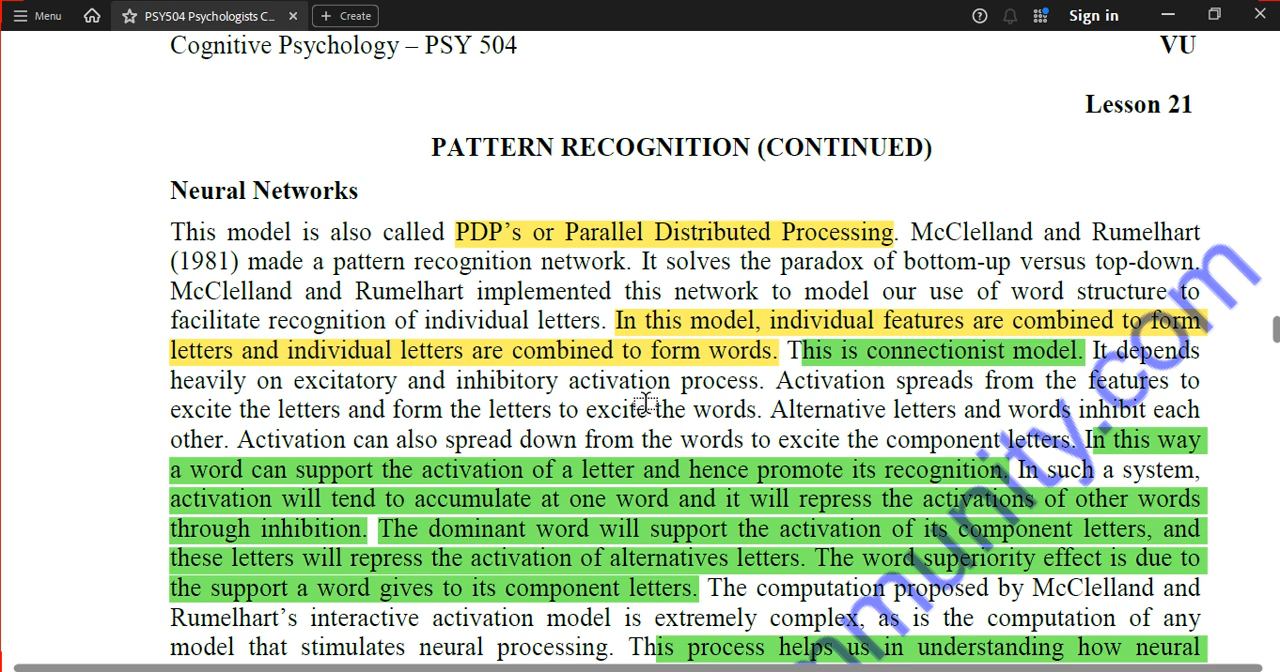 Menu
PSY504 Psychologists C...
Create
Sign in
Cognitive Psychology – PSY 504
VU
Lesson 21
PATTERN RECOGNITION (CONTINUED)
Neural Networks
This model is also called PDP's or Parallel Distributed Processing. McClelland and Rumelhart
(1981) made a pattern recognition network. It solves the paradox of bottom-up versus top-down.
McClelland and Rumelhart implemented this network to model our use of word structure to
facilitate recognition of individual letters. In this model, individual features are combined to form
letters and individual letters are combined to form words. This is connectionist model. It depends
heavily on excitatory and inhibitory activation process. Activation spreads from the features to
excite the letters and form the letters to excite the words. Alternative letters and words inhibit each
other. Activation can also spread down from the words to excite the component letters. In this way
a word can support the activation of a letter and hence promote its recognition. In such a system,
activation will tend to accumulate at one word and it will repress the activations of other words
through inhibition. The dominant word will support the activation of its component letters, and
these letters will repress the activation of alternatives letters. The word superiority effect is due to
the support a word gives to its component letters. The computation proposed by McClelland and
Rumelhart's interactive activation model is extremely complex, as is the computation of any
model that stimulates neural processing. This process helps us in understanding how neural
mmunity.com